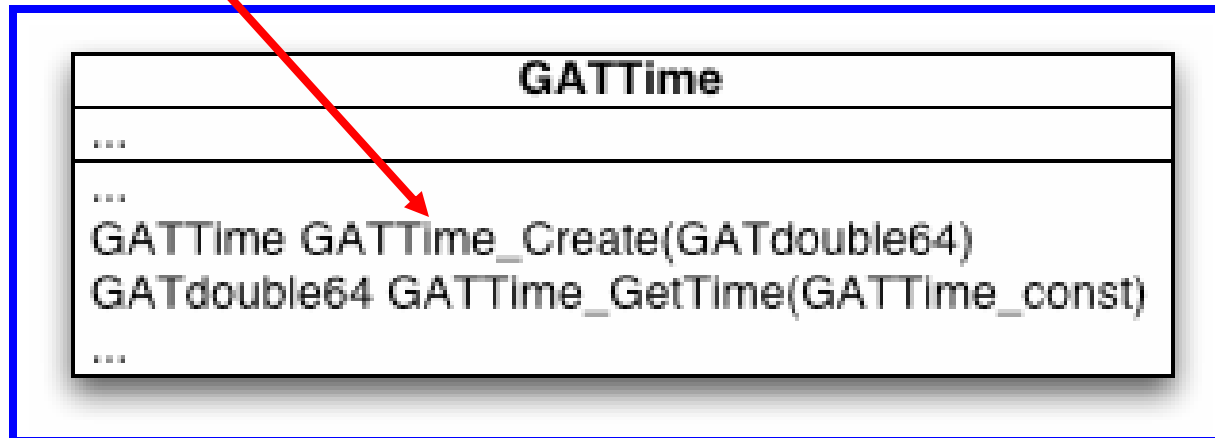 GATTime
...
...
GATTime GATTime_Create(GATdouble64)
GATdouble64 GATTime_GetTime(GATTime_const)
...